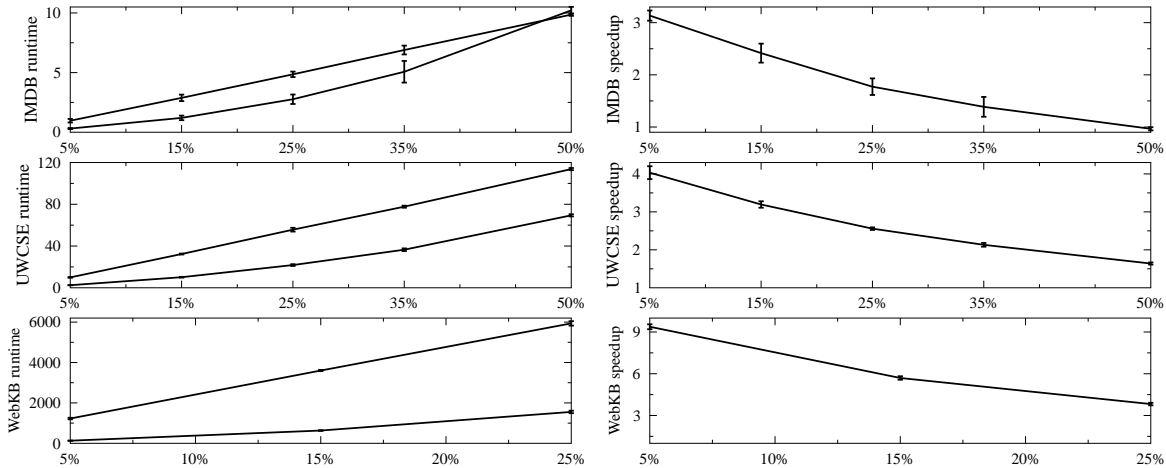 IMDB runtime
10
5
0
5% 15% 25% 35% 50%
IMDB speedup
3
2
1
5% 15% 25% 35% 50%
UWCSE runtime
120
80
40
0
5% 15% 25% 35% 50%
UWCSE speedup
4
3
2
1
5% 15% 25% 35% 50%
WebKB runtime
6000
4000
2000
0
5% 10% 15% 20% 25%
WebKB speedup
9
6
3
5% 10% 15% 20% 25%